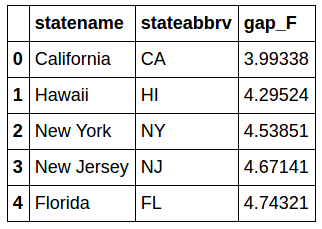 statename stateabbrv gap_F
0 California CA 3.99338
1 Hawaii HI 4.29524
2 New York NY 4.53851
3 New Jersey NJ 4.67141
4 Florida FL 4.74321